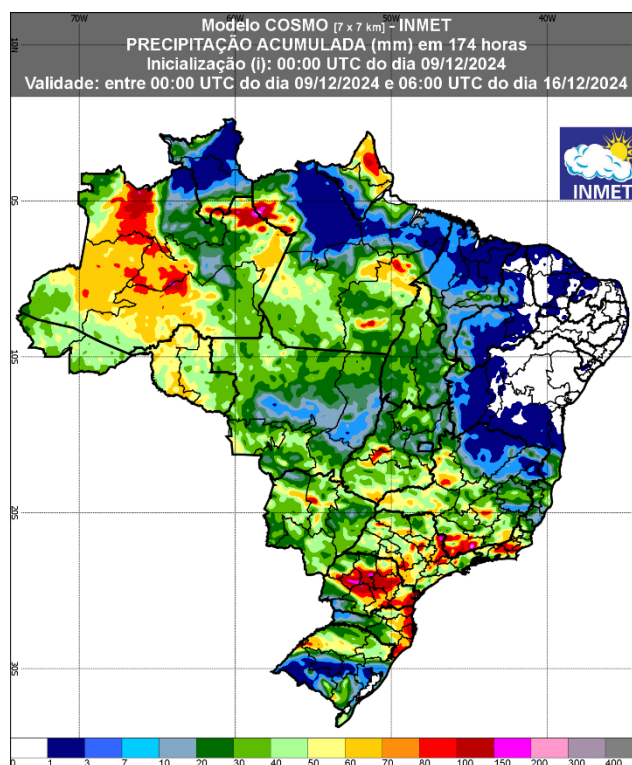 Modelo COSMO [7 x 7 km] - INMET
PRECIPITAÇÃO ACUMULADA (mm) em 174 horas
Inicialização (i): 00:00 UTC do dia 09/12/2024
Validade: entre 00:00 UTC do dia 09/12/2024 e 06:00 UTC do dia 16/12/2024
70W 60W 50W 40W
10N
INMET
10S
20S
30S
0 1 3 7 10 20 30 40 50 60 70 80 100 150 200 300 400